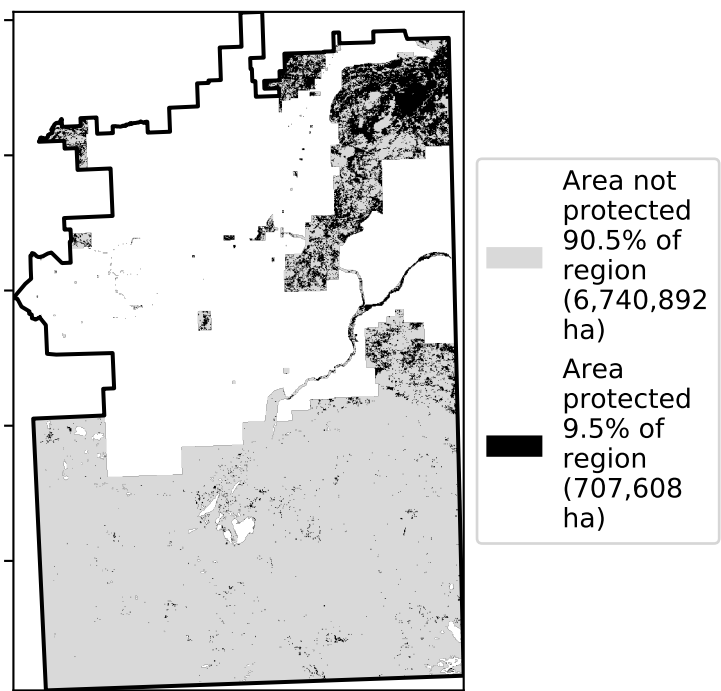 Area not
protected
90.5% of
region
(6,740,892
ha)
Area
protected
9.5% of
region
(707,608
ha)